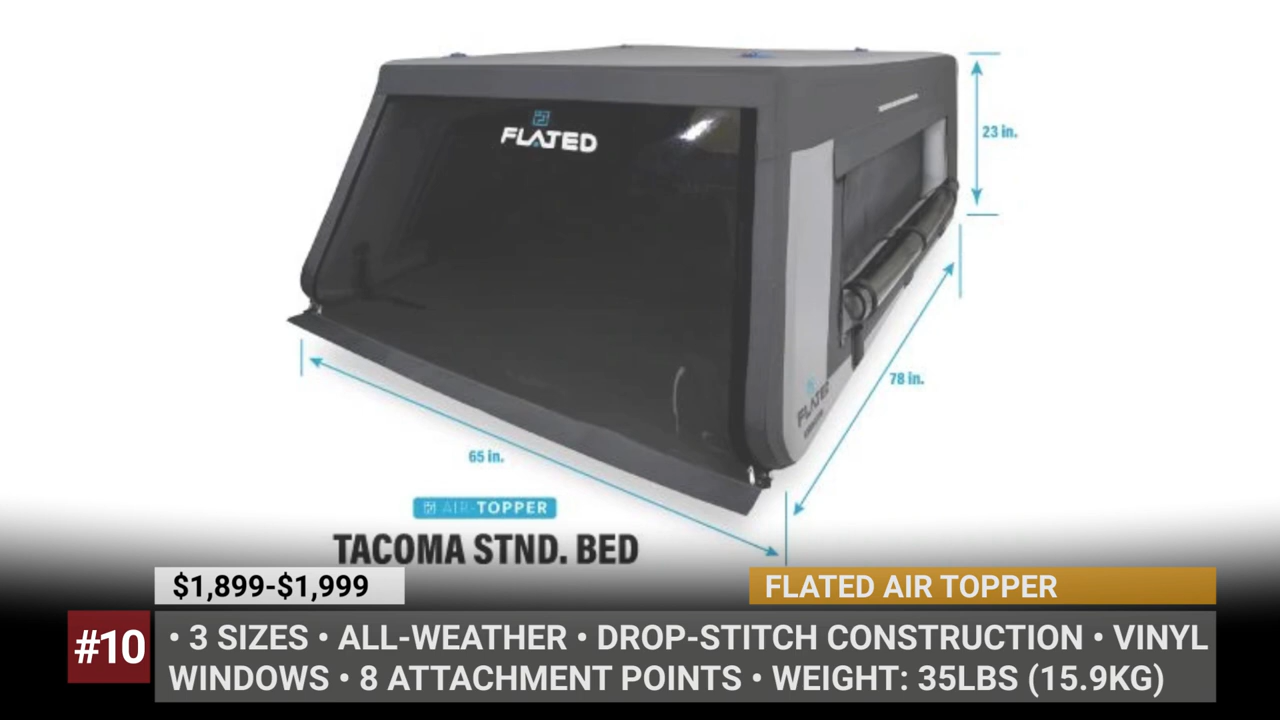 FLATED
23 in.
78 in.
FLATED
65 in.
AIR-TOPPER
TACOMA STND. BED
$1,899-$1,999
FLATED AIR TOPPER
#10
• 3 SIZES • ALL-WEATHER • DROP-STITCH CONSTRUCTION • VINYL
WINDOWS • 8 ATTACHMENT POINTS • WEIGHT: 35LBS (15.9KG)